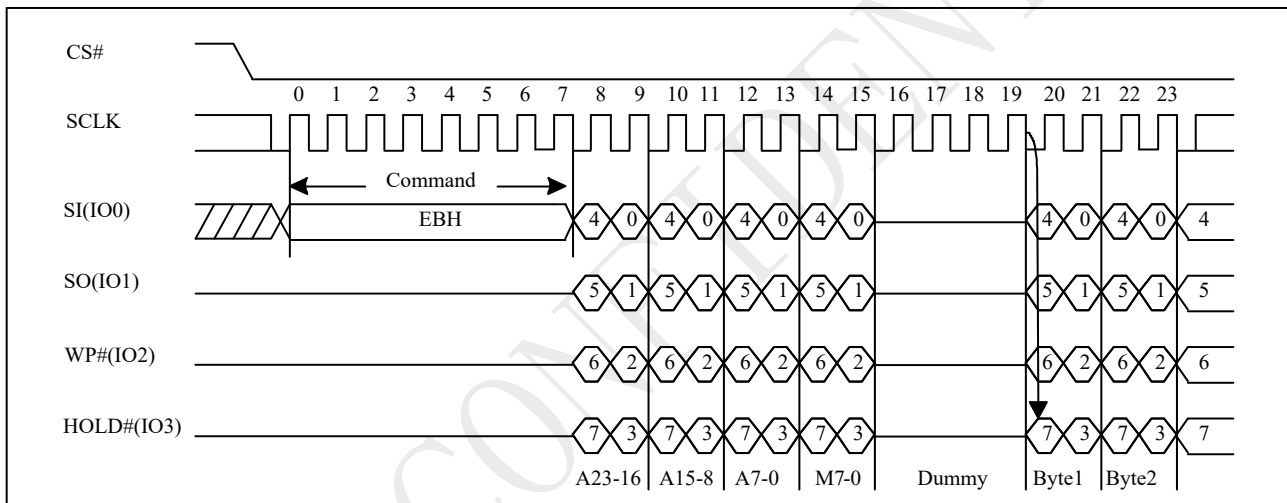 CS#
0 1 2 3 4 5 6 7 8 9 10 11 12 13 14 15 16 17 18 19 20 21 22 23
SCLK
Command
SI(IO0) EBH 4 0 4 0 4 0 4 0 4 0 4 0 4
SO(IO1) 5 1 5 1 5 1 5 1 5 1 5 1 5
WP#(IO2) 6 2 6 2 6 2 6 2 6 2 6 2 6
HOLD#(IO3) 7 3 7 3 7 3 7 3 7 3 7 3 7
A23-16 A15-8 A7-0 M7-0 Dummy Byte1 Byte2
CONFIDENT